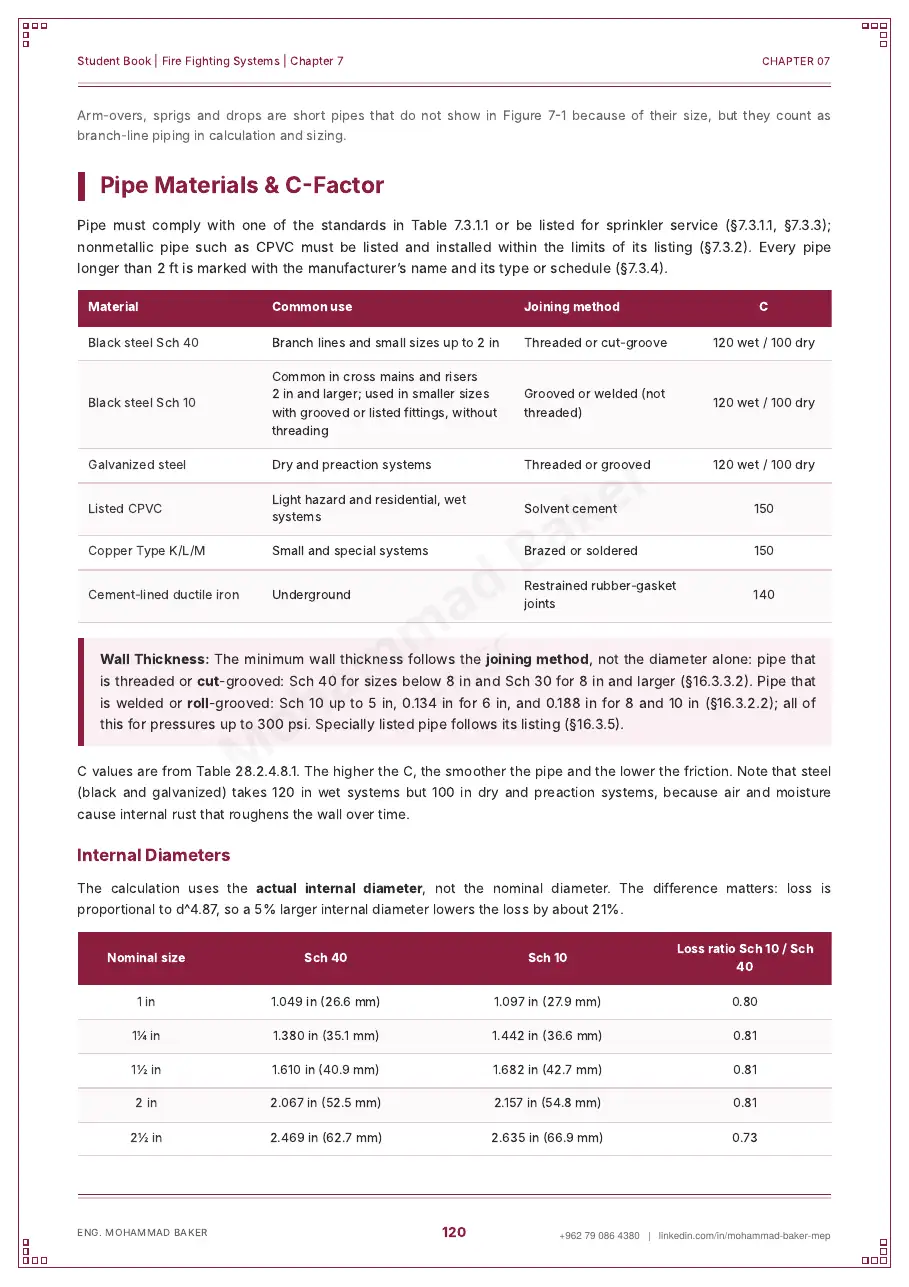 Student Book | Fire Fighting Systems | Chapter 7
CHAPTER 07
Arm-overs, sprigs and drops are short pipes that do not show in Figure 7-1 because of their size, but they count as
branch-line piping in calculation and sizing.
Pipe Materials & C-Factor
Pipe must comply with one of the standards in Table 7.3.1.1 or be listed for sprinkler service (§7.3.1.1, §7.3.3);
nonmetallic pipe such as CPVC must be listed and installed within the limits of its listing (§7.3.2). Every pipe
longer than 2 ft is marked with the manufacturer's name and its type or schedule (§7.3.4).
Material Common use Joining method C
Black steel Sch 40 Branch lines and small sizes up to 2 in Threaded or cut-groove 120 wet / 100 dry
Black steel Sch 10
Common in cross mains and risers
2 in and larger; used in smaller sizes
with grooved or listed fittings, without
threading
Grooved or welded (not
threaded)
120 wet / 100 dry
Galvanized steel Dry and preaction systems Threaded or grooved 120 wet / 100 dry
Listed CPVC
Light hazard and residential, wet
systems
Solvent cement
150
Copper Type K/L/M Small and special systems Brazed or soldered 150
Cement-lined ductile iron
Underground
Restrained rubber-gasket
joints
140
Wall Thickness: The minimum wall thickness follows the joining method, not the diameter alone: pipe that
is threaded or cut-grooved: Sch 40 for sizes below 8 in and Sch 30 for 8 in and larger (§16.3.3.2). Pipe that
is welded or roll-grooved: Sch 10 up to 5 in, 0.134 in for 6 in, and 0.188 in for 8 and 10 in (§16.3.2.2); all of
this for pressures up to 300 psi. Specially listed pipe follows its listing (§16.3.5).
C values are from Table 28.2.4.8.1. The higher the C, the smoother the pipe and the lower the friction. Note that steel
(black and galvanized) takes 120 in wet systems but 100 in dry and preaction systems, because air and moisture
cause internal rust that roughens the wall over time.
Internal Diameters
The calculation uses the actual internal diameter, not the nominal diameter. The difference matters: loss is
proportional to d^4.87, so a 5% larger internal diameter lowers the loss by about 21%.
Nominal size Sch 40 Sch 10 Loss ratio Sch 10 / Sch
40
1 in 1.049 in (26.6 mm) 1.097 in (27.9 mm) 0.80
1¼ in 1.380 in (35.1 mm) 1.442 in (36.6 mm) 0.81
1½ in 1.610 in (40.9 mm) 1.682 in (42.7 mm) 0.81
2 in 2.067 in (52.5 mm) 2.157 in (54.8 mm) 0.81
2½ in 2.469 in (62.7 mm) 2.635 in (66.9 mm) 0.73
Mohammad Baker
ENG. MOHAMMAD BAKER
120
+962 79 086 4380 | linkedin.com/in/mohammad-baker-mep